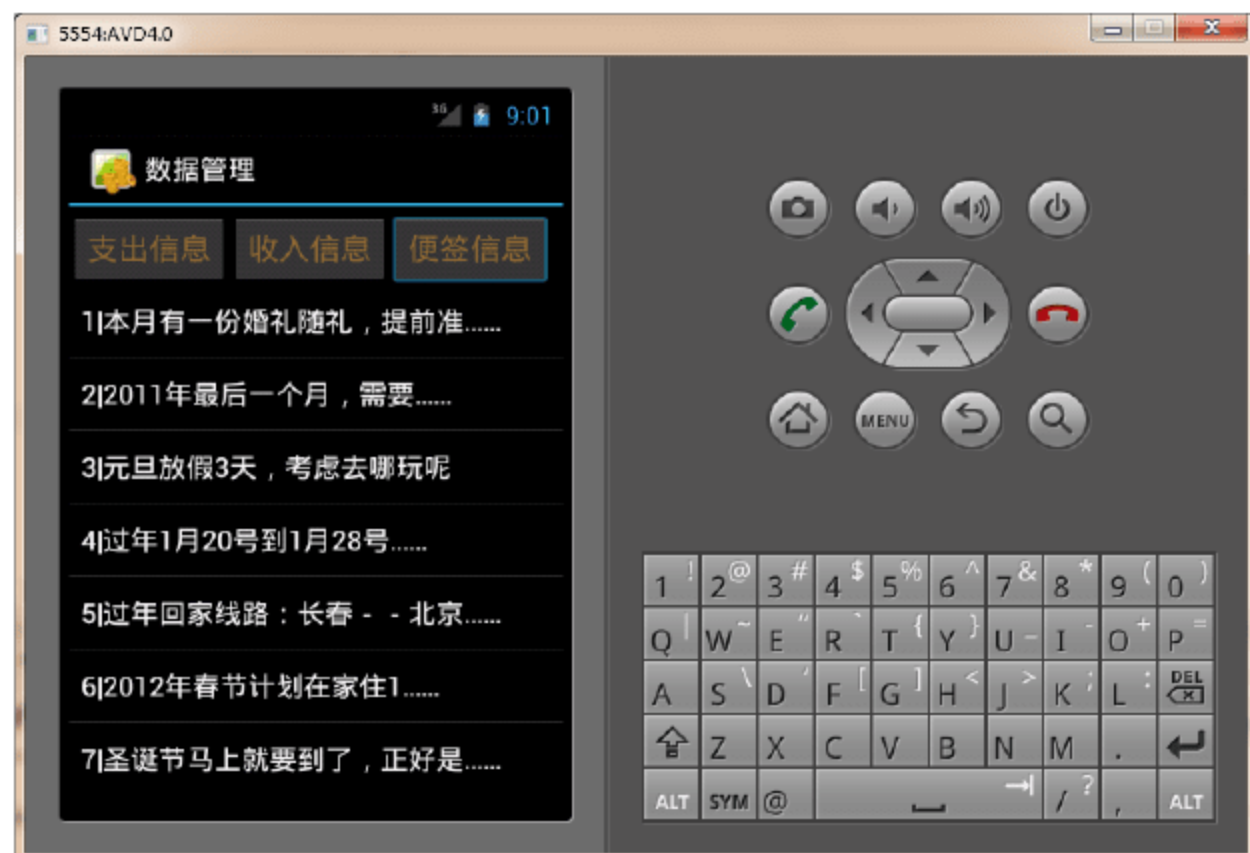 5554:AVD4.0
3G 9:01
数据管理
支出信息 收入信息 便签信息
1|本月有一份婚礼随礼，提前准......
2|2011年最后一个月，需要......
3|元旦放假3天，考虑去哪玩呢
4|过年1月20号到1月28号......
5|过年回家线路：长春 - - 北京......
6|2012年春节计划在家住1......
7|圣诞节马上就要到了，正好是......
MENU
1 ! 2 @ 3 # 4 $ 5 % 6 ^ 7 & 8 * 9 ( 0 )
Q | W ~ E " R ` T { Y } U _ I - O + P =
A S \ D ' F [ G ] H < J > K ; L : DEL
Z X C V B N M .
ALT SYM @ / ? , ALT